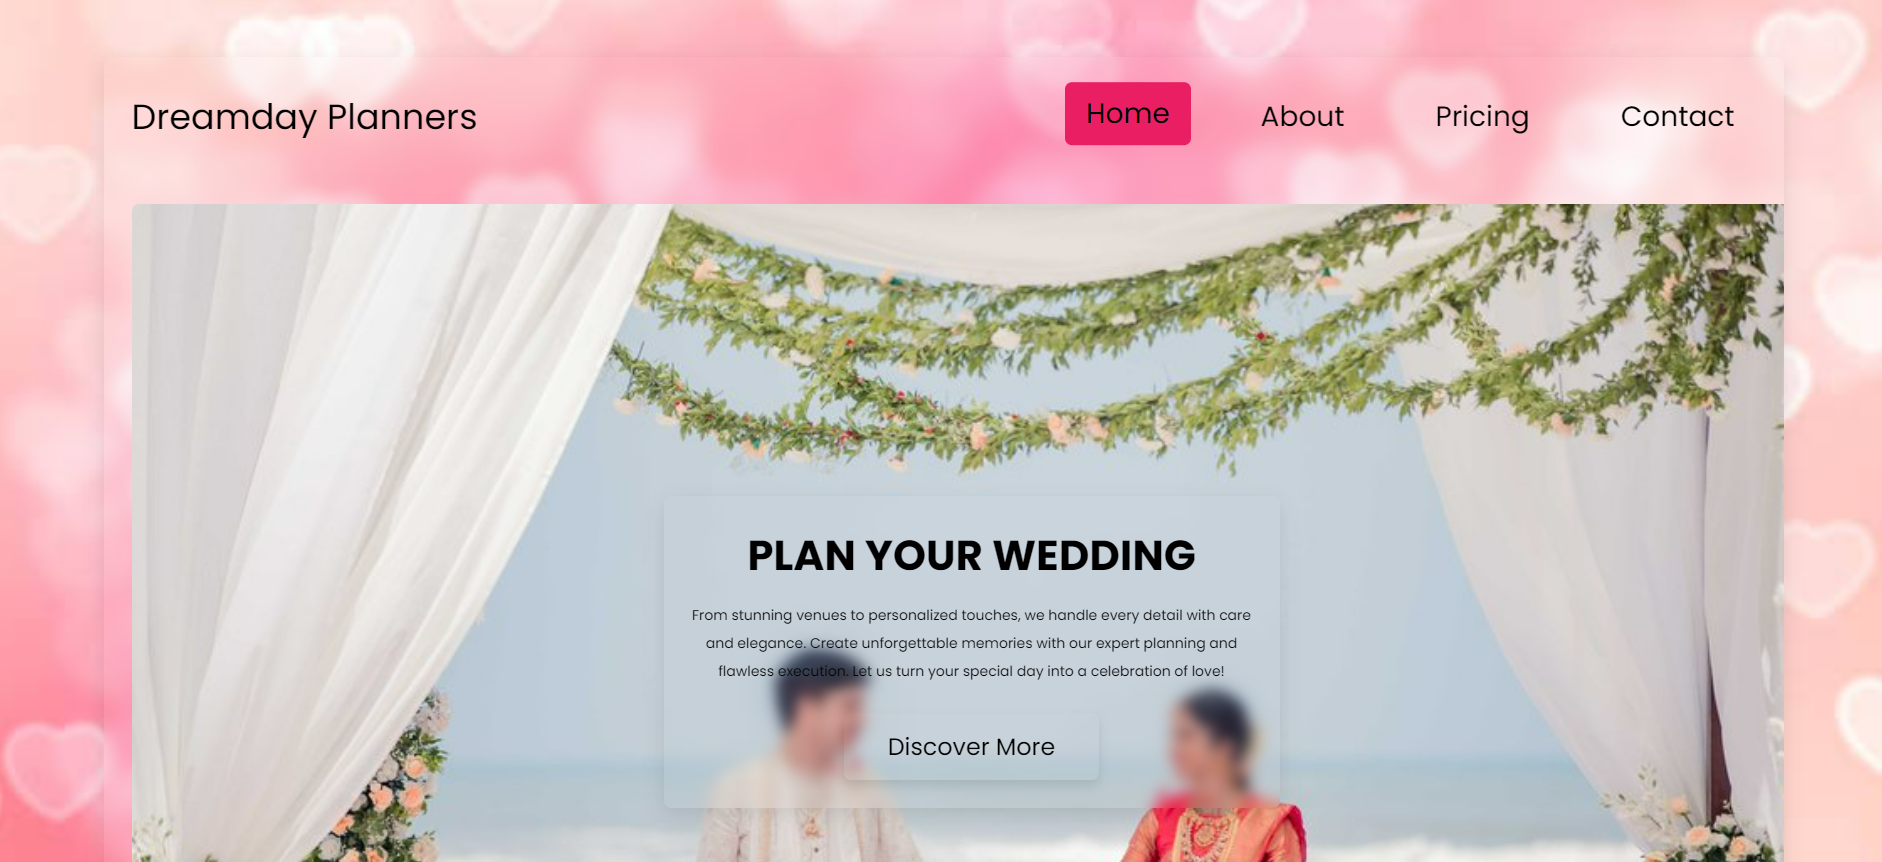 Dreamday Planners
Home
About
Pricing
Contact
PLAN YOUR WEDDING
From stunning venues to personalized touches, we handle every detail with care
and elegance. Create unforgettable memories with our expert planning and
flawless execution. Let us turn your special day into a celebration of love!
Discover More